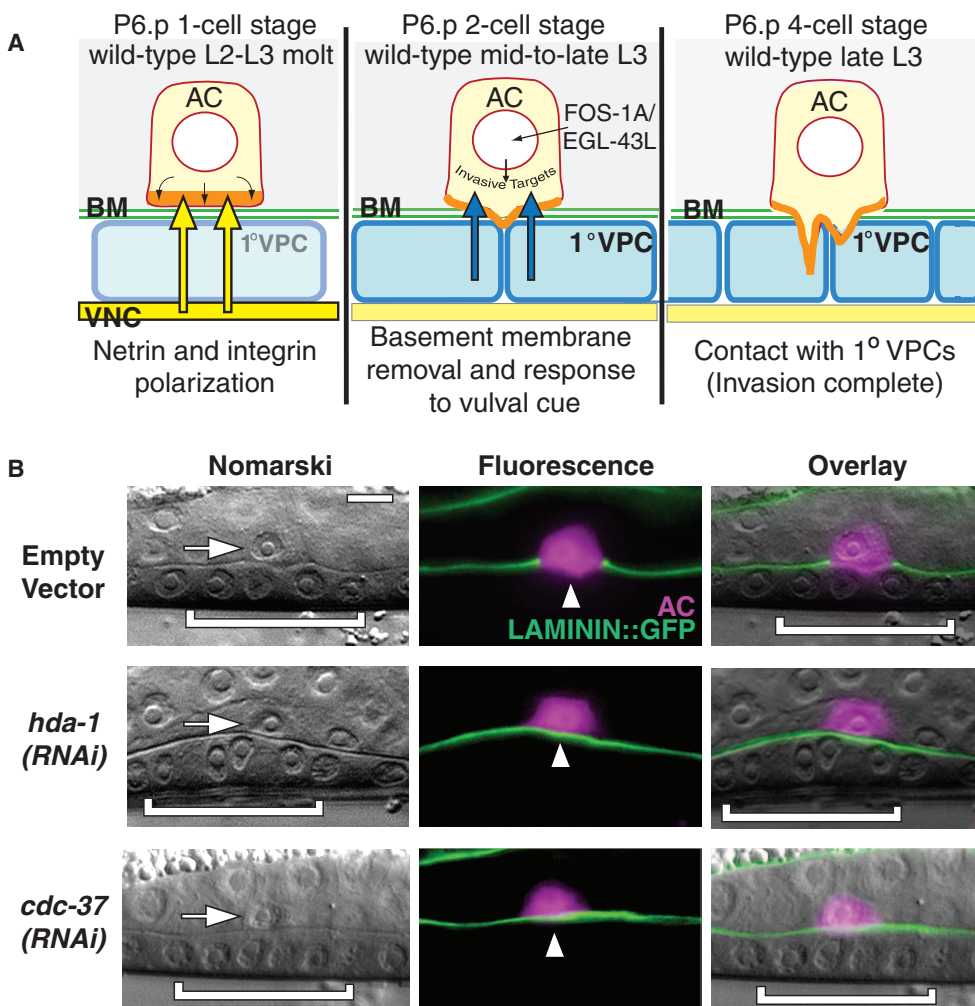 A
P6.p 1-cell stage
wild-type L2-L3 molt
AC
BM
1°VPC
VNC
Netrin and integrin
polarization
P6.p 2-cell stage
wild-type mid-to-late L3
AC
FOS-1A/
EGL-43L
Invasive Targets
BM
1°VPC
Basement membrane
removal and response
to vulval cue
P6.p 4-cell stage
wild-type late L3
AC
BM
1°VPC
Contact with 1° VPCs
(Invasion complete)
B
Nomarski
Fluorescence
Overlay
Empty
Vector
AC
LAMININ::GFP
hda-1
(RNAi)
cdc-37
(RNAi)